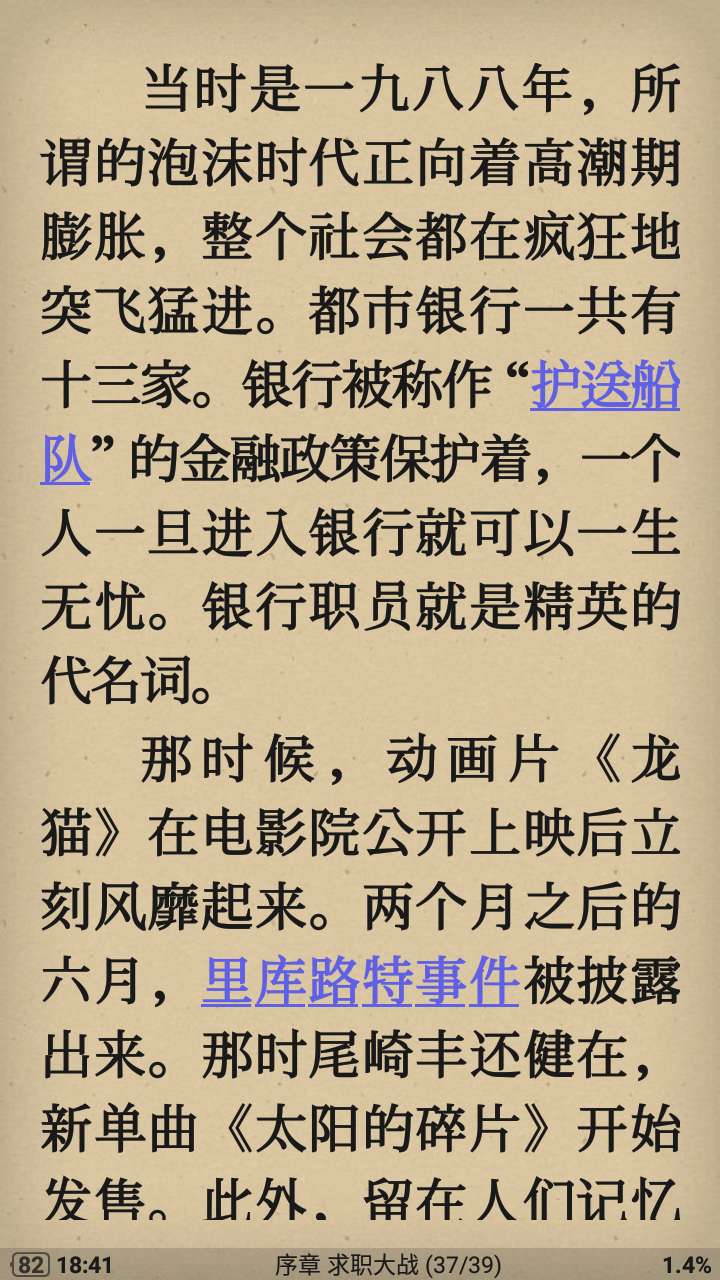 当时是一九八八年，所
谓的泡沫时代正向着高潮期
膨胀，整个社会都在疯狂地
突飞猛进。都市银行一共有
十三家。银行被称作“护送船
队”的金融政策保护着，一个
人一旦进入银行就可以一生
无忧。银行职员就是精英的
代名词。
那时候，动画片《龙
猫》在电影院公开上映后立
刻风靡起来。两个月之后的
六月，里库路特事件被披露
出来。那时尾崎丰还健在，
新单曲《太阳的碎片》开始
发售。此外，留在人们记忆
82 18:41 序章 求职大战 (37/39) 1.4%